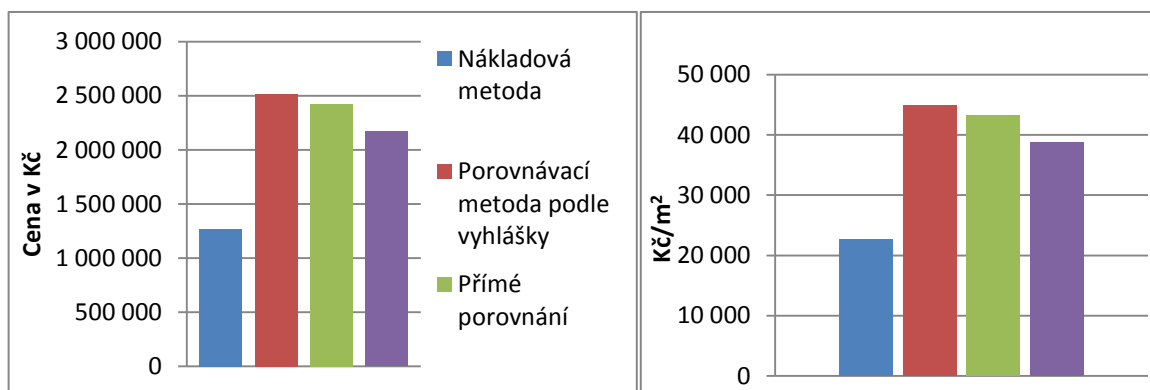 Cena v Kč
3 000 000
2 500 000
2 000 000
1 500 000
1 000 000
500 000
0
Nákladová
metoda
Porovnávací
metoda podle
vyhlášky
Přímé
porovnání
Kč/m²
50 000
40 000
30 000
20 000
10 000
0